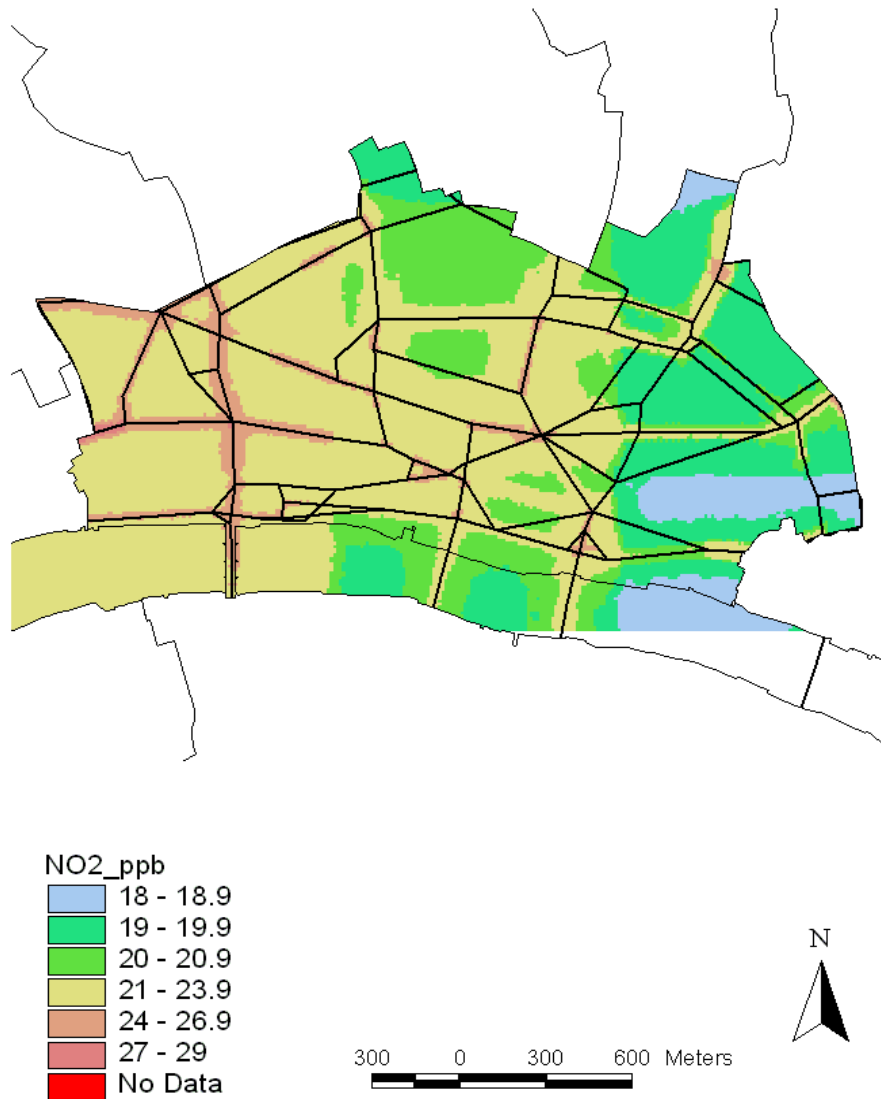 NO2_ppb
18 - 18.9
19 - 19.9
20 - 20.9
21 - 23.9
24 - 26.9
27 - 29
No Data
N
300 0 300 600 Meters